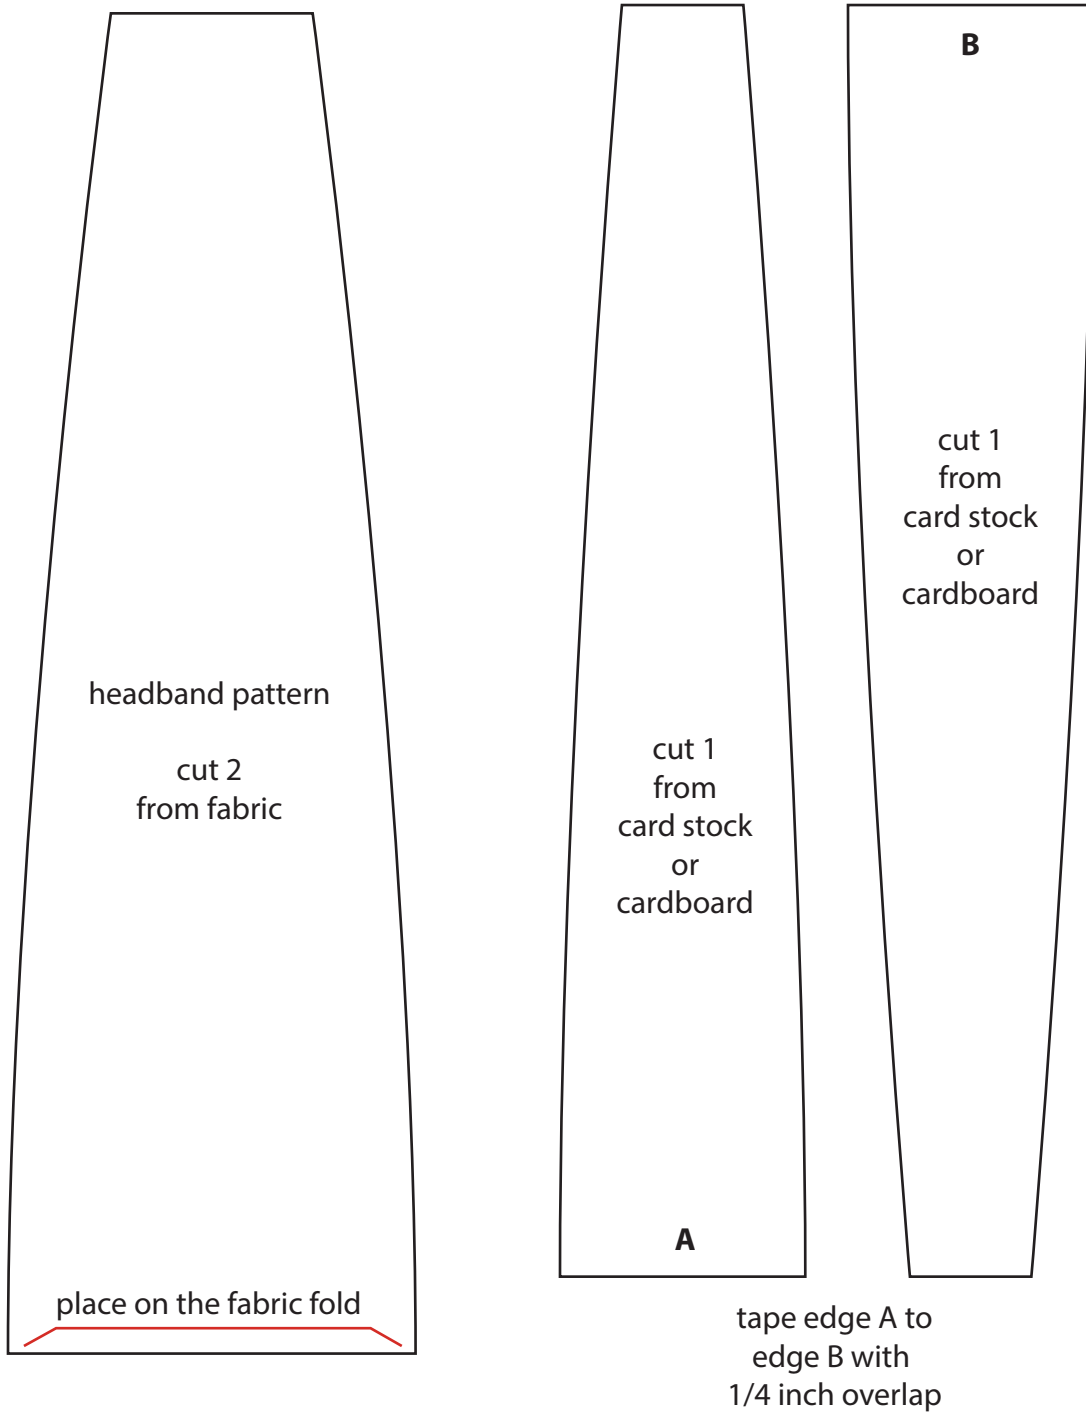 headband pattern
cut 2
from fabric
place on the fabric fold
cut 1
from
card stock
or
cardboard
A
B
cut 1
from
card stock
or
cardboard
tape edge A to
edge B with
1/4 inch overlap